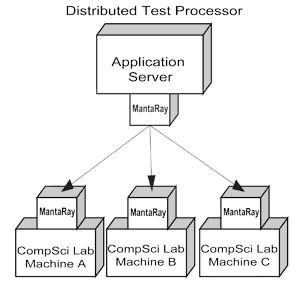 Distributed Test Processor
Application
Server
MantaRay
MantaRay
MantaRay
MantaRay
CompSci Lab
Machine A
CompSci Lab
Machine B
CompSci Lab
Machine C